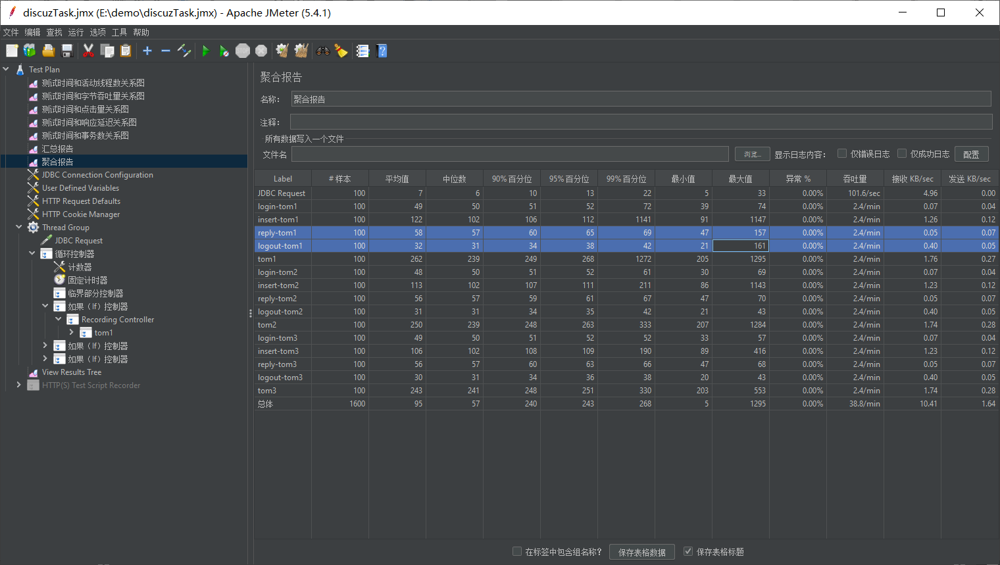 discuzTask.jmx (E:\demo\discuzTask.jmx) - Apache JMeter (5.4.1)
文件 编辑 查找 运行 选项 工具 帮助
STOP
Test Plan
测试时间和活动线程数关系图
测试时间和字节吞吐量关系图
测试时间和点击量关系图
测试时间和响应延迟关系图
测试时间和事务数关系图
汇总报告
聚合报告
JDBC Connection Configuration
User Defined Variables
HTTP Request Defaults
HTTP Cookie Manager
Thread Group
JDBC Request
循环控制器
计数器
固定计时器
临界部分控制器
如果（If）控制器
Recording Controller
tom1
如果（If）控制器
如果（If）控制器
View Results Tree
HTTP(S) Test Script Recorder
聚合报告
名称： 聚合报告
注释：
所有数据写入一个文件
文件名 浏览... 显示日志内容： 仅错误日志 仅成功日志 配置
Label # 样本 平均值 中位数 90% 百分位 95% 百分位 99% 百分位 最小值 最大值 异常 % 吞吐量 接收 KB/sec 发送 KB/sec
JDBC Request 100 7 6 10 13 22 5 33 0.00% 101.6/sec 4.96 0.00
login-tom1 100 49 50 51 52 72 39 74 0.00% 2.4/min 0.07 0.04
insert-tom1 100 122 102 106 112 1141 91 1147 0.00% 2.4/min 1.26 0.12
reply-tom1 100 58 57 60 65 69 47 157 0.00% 2.4/min 0.05 0.07
logout-tom1 100 32 31 34 38 42 21 161 0.00% 2.4/min 0.40 0.05
tom1 100 262 239 249 268 1272 205 1295 0.00% 2.4/min 1.76 0.27
login-tom2 100 48 50 51 52 61 30 69 0.00% 2.4/min 0.07 0.04
insert-tom2 100 113 102 107 111 211 86 1143 0.00% 2.4/min 1.23 0.12
reply-tom2 100 56 57 59 61 67 47 70 0.00% 2.4/min 0.05 0.07
logout-tom2 100 31 31 34 35 42 21 43 0.00% 2.4/min 0.40 0.05
tom2 100 250 239 248 263 333 207 1284 0.00% 2.4/min 1.74 0.28
login-tom3 100 49 50 51 52 52 33 57 0.00% 2.4/min 0.07 0.04
insert-tom3 100 106 102 108 109 190 89 416 0.00% 2.4/min 1.23 0.12
reply-tom3 100 56 57 60 63 66 47 68 0.00% 2.4/min 0.05 0.07
logout-tom3 100 30 31 34 36 38 20 43 0.00% 2.4/min 0.40 0.05
tom3 100 243 241 248 251 330 203 553 0.00% 2.4/min 1.74 0.28
总体 1600 95 57 240 243 268 5 1295 0.00% 38.8/min 10.41 1.64
在标签中包含组名称? 保存表格数据 保存表格标题